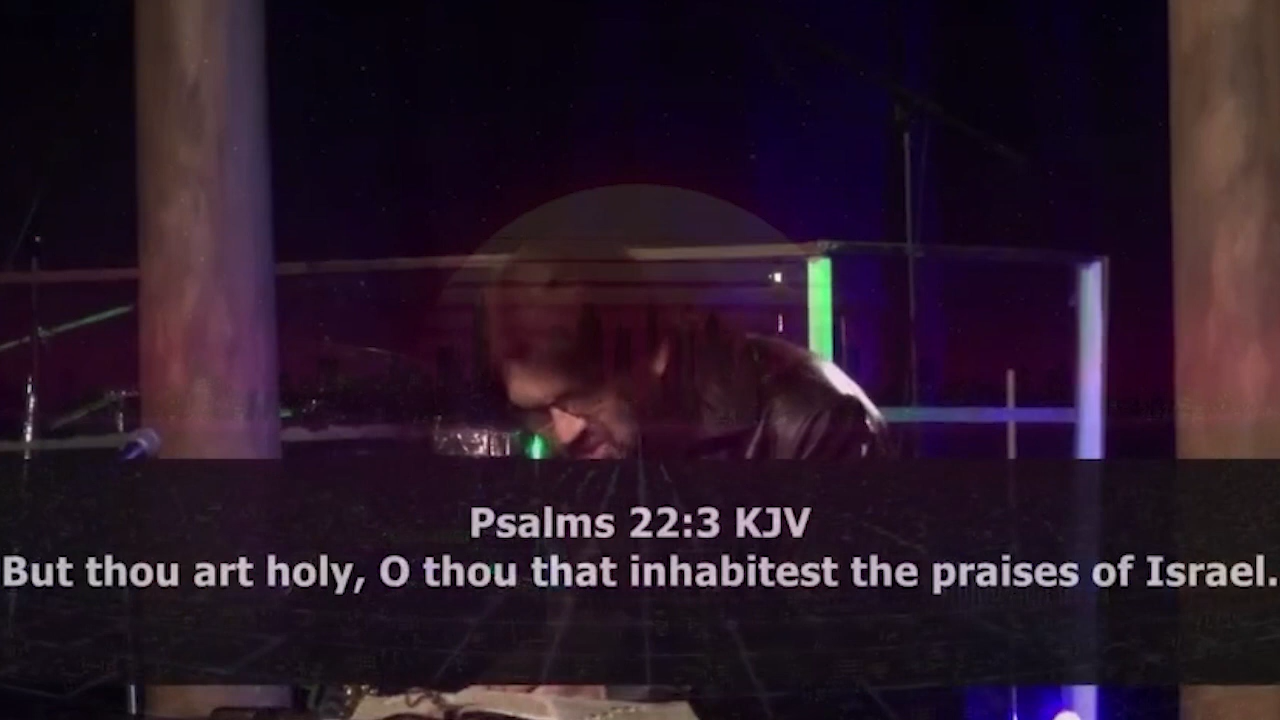 Psalms 22:3 KJV
But thou art holy, O thou that inhabitest the praises of Israel.